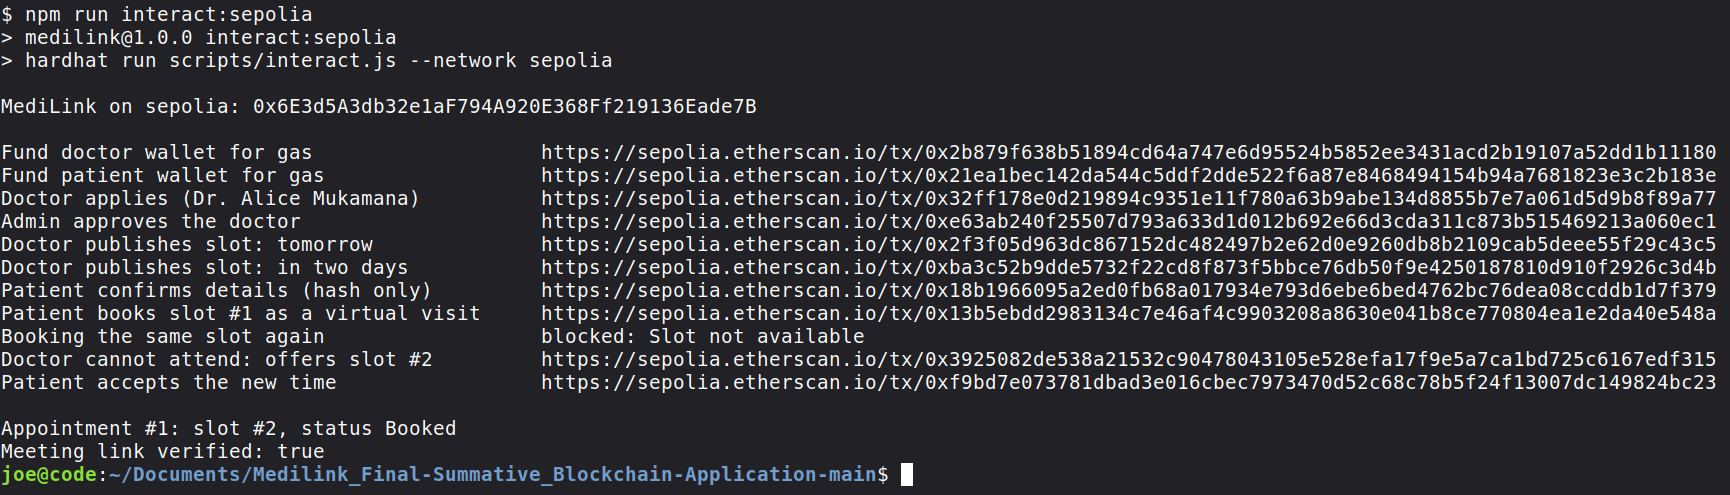 $ npm run interact:sepolia
> medilink@1.0.0 interact:sepolia
> hardhat run scripts/interact.js --network sepolia
MediLink on sepolia: 0x6E3d5A3db32e1aF794A920E368Ff219136Eade7B
Fund doctor wallet for gas https://sepolia.etherscan.io/tx/0x2b879f638b51894cd64a747e6d95524b5852ee3431acd2b19107a52dd1b11180
Fund patient wallet for gas https://sepolia.etherscan.io/tx/0x21ea1bec142da544c5ddf2dde522f6a87e8468494154b94a7681823e3c2b183e
Doctor applies (Dr. Alice Mukamana) https://sepolia.etherscan.io/tx/0x32ff178e0d219894c9351e11f780a63b9abe134d8855b7e7a061d5d9b8f89a77
Admin approves the doctor https://sepolia.etherscan.io/tx/0xe63ab240f25507d793a633d1d012b692e66d3cda311c873b515469213a060ec1
Doctor publishes slot: tomorrow https://sepolia.etherscan.io/tx/0x2f3f05d963dc867152dc482497b2e62d0e9260db8b2109cab5deee55f29c43c5
Doctor publishes slot: in two days https://sepolia.etherscan.io/tx/0xba3c52b9dde5732f22cd8f873f5bbce76db50f9e4250187810d910f2926c3d4b
Patient confirms details (hash only) https://sepolia.etherscan.io/tx/0x18b1966095a2ed0fb68a017934e793d6ebe6bed4762bc76dea08ccddb1d7f379
Patient books slot #1 as a virtual visit https://sepolia.etherscan.io/tx/0x13b5ebdd2983134c7e46af4c9903208a8630e041b8ce770804ea1e2da40e548a
Booking the same slot again blocked: Slot not available
Doctor cannot attend: offers slot #2 https://sepolia.etherscan.io/tx/0x3925082de538a21532c90478043105e528efa17f9e5a7ca1bd725c6167edf315
Patient accepts the new time https://sepolia.etherscan.io/tx/0xf9bd7e073781dbad3e016cbec7973470d52c68c78b5f24f13007dc149824bc23
Appointment #1: slot #2, status Booked
Meeting link verified: true
joe@code:~/Documents/Medilink_Final-Summative_Blockchain-Application-main$